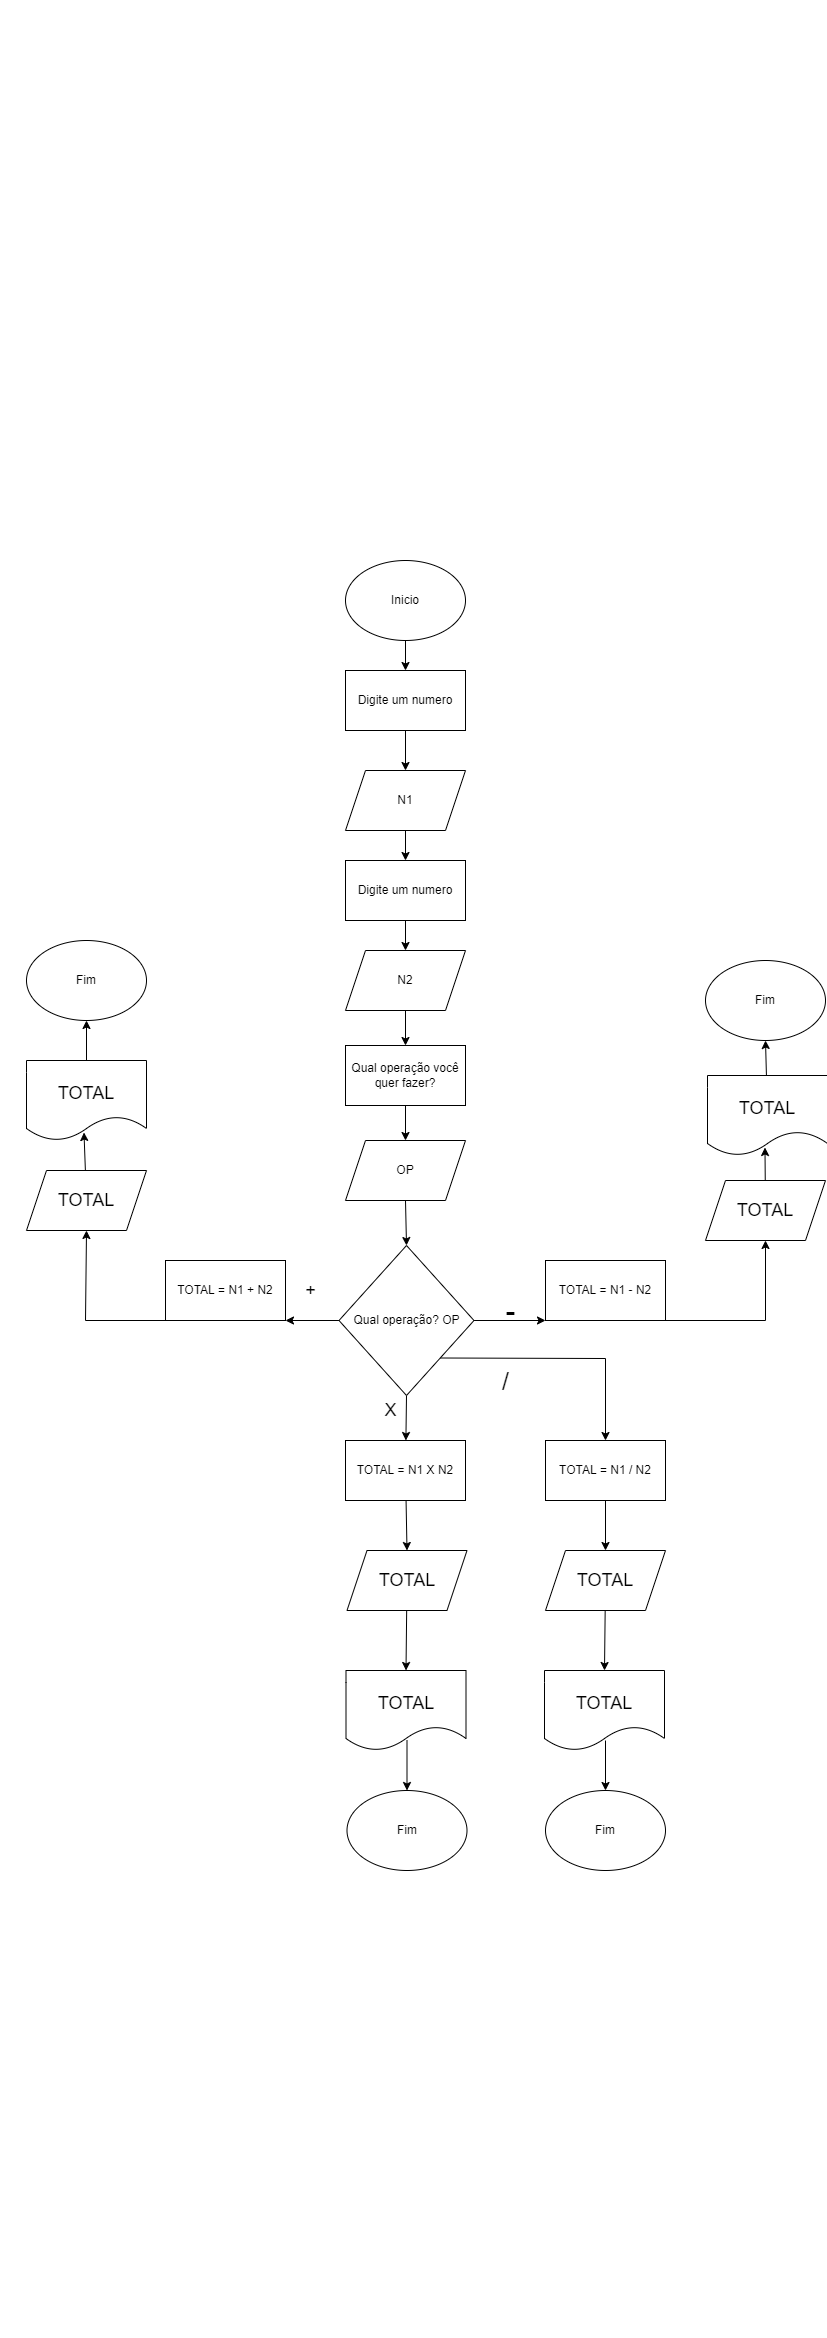 Inicio
Digite um numero
N1
Digite um numero
N2
Qual operação você
quer fazer?
OP
Qual operação? OP
+
TOTAL = N1 + N2
TOTAL
TOTAL
Fim
-
TOTAL = N1 - N2
TOTAL
TOTAL
Fim
X
TOTAL = N1 X N2
TOTAL
TOTAL
Fim
/
TOTAL = N1 / N2
TOTAL
TOTAL
Fim